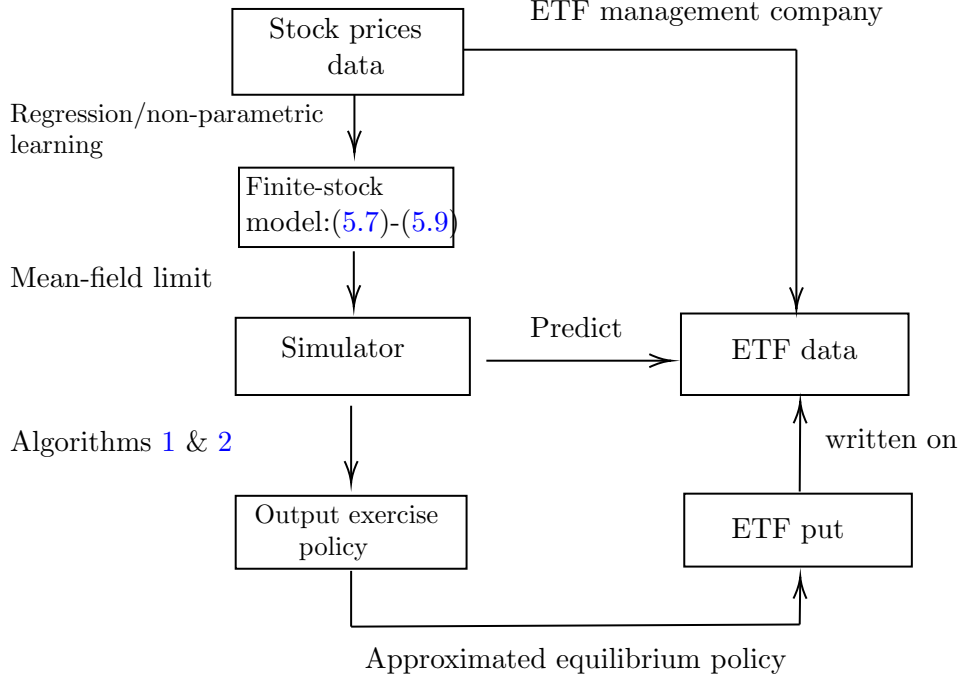 ETF management company
Stock prices
data
Regression/non-parametric
learning
Finite-stock
model:(5.7)-(5.9)
Mean-field limit
Simulator
Predict
ETF data
Algorithms 1 & 2
written on
Output exercise
policy
ETF put
Approximated equilibrium policy